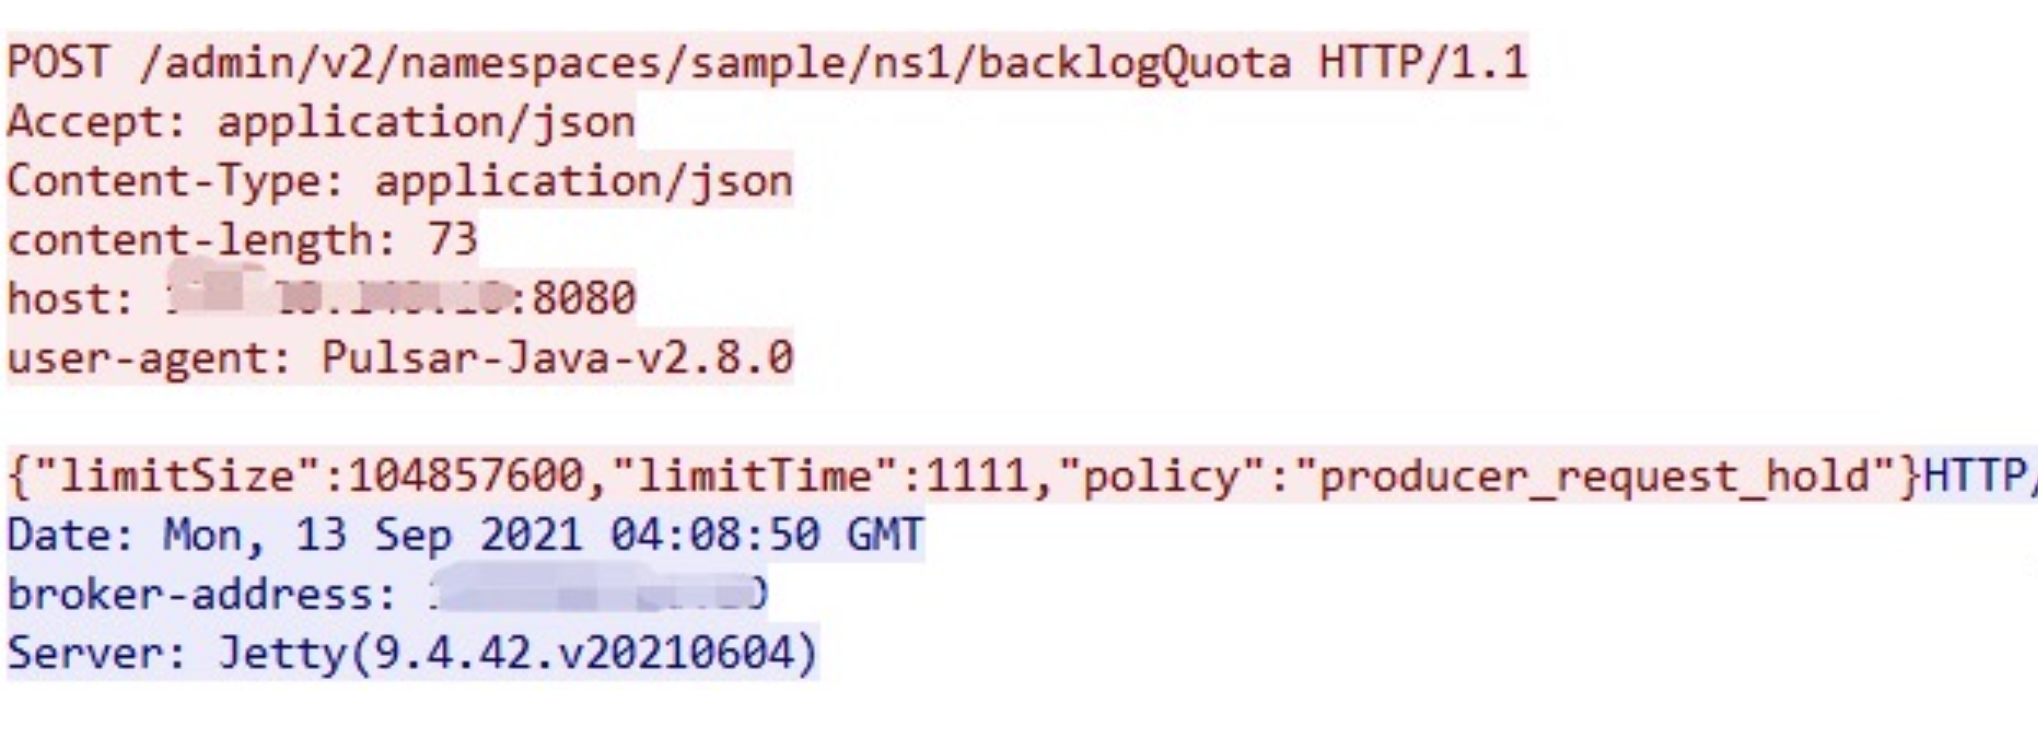 POST /admin/v2/namespaces/sample/ns1/backlogQuota HTTP/1.1
Accept: application/json
Content-Type: application/json
content-length: 73
host: :8080
user-agent: Pulsar-Java-v2.8.0
{"limitSize":104857600,"limitTime":1111,"policy":"producer_request_hold"}HTTP/
Date: Mon, 13 Sep 2021 04:08:50 GMT
broker-address:
Server: Jetty(9.4.42.v20210604)